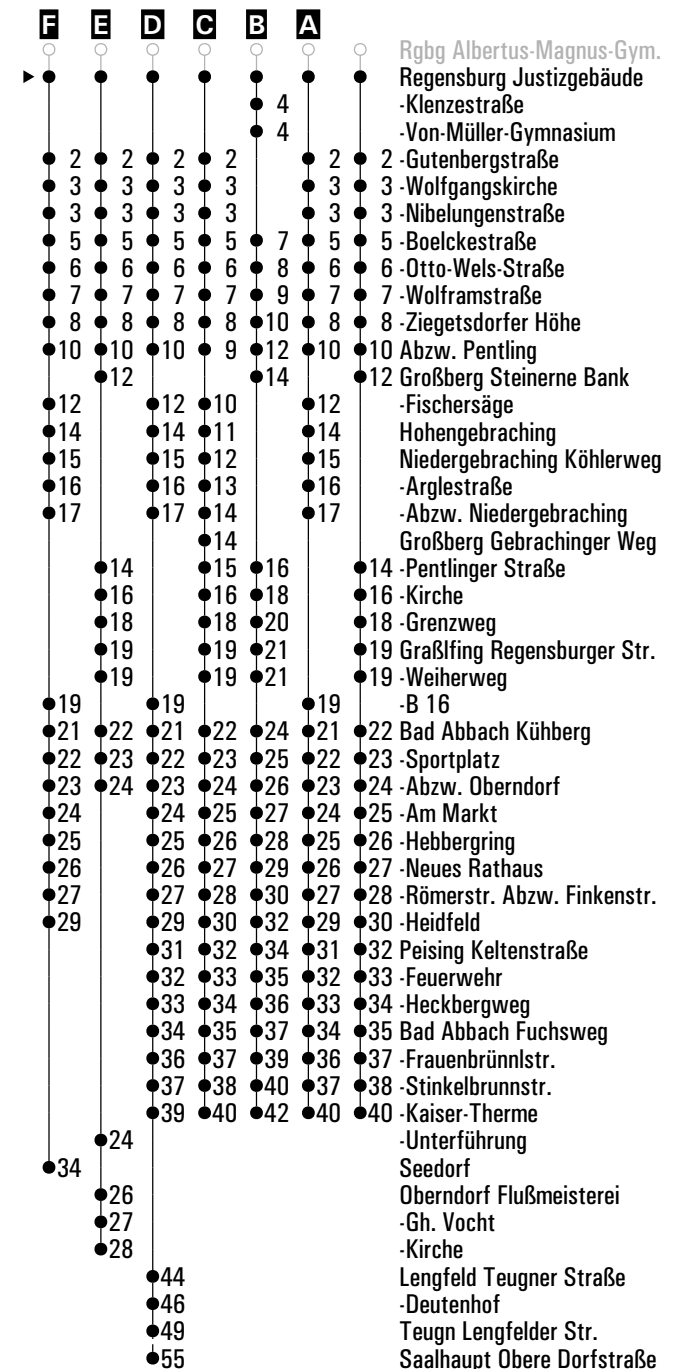 F E D C B A
Rgbg Albertus-Magnus-Gym.
Regensburg Justizgebäude
4 -Klenzestraße
4 -Von-Müller-Gymnasium
2 2 2 2 2 2 -Gutenbergstraße
3 3 3 3 3 3 -Wolfgangskirche
3 3 3 3 3 3 -Nibelungenstraße
5 5 5 5 7 5 5 -Boelckestraße
6 6 6 6 8 6 6 -Otto-Wels-Straße
7 7 7 7 9 7 7 -Wolframstraße
8 8 8 8 10 8 8 -Ziegetsdorfer Höhe
10 10 10 9 12 10 10 Abzw. Pentling
12 14 12 Großberg Steinerne Bank
12 12 10 12 -Fischersäge
14 14 11 14 Hohengebraching
15 15 12 15 Niedergebraching Köhlerweg
16 16 13 16 -Arglestraße
17 17 14 17 -Abzw. Niedergebraching
14 Großberg Gebrachinger Weg
14 15 16 14 -Pentlinger Straße
16 16 18 16 -Kirche
18 18 20 18 -Grenzweg
19 19 21 19 Graßlfing Regensburger Str.
19 19 21 19 -Weiherweg
19 19 19 -B 16
21 22 21 22 24 21 22 Bad Abbach Kühberg
22 23 22 23 25 22 23 -Sportplatz
23 24 23 24 26 23 24 -Abzw. Oberndorf
24 24 25 27 24 25 -Am Markt
25 25 26 28 25 26 -Hebbergring
26 26 27 29 26 27 -Neues Rathaus
27 27 28 30 27 28 -Römerstr. Abzw. Finkenstr.
29 29 30 32 29 30 -Heidfeld
31 32 34 31 32 Peising Keltenstraße
32 33 35 32 33 -Feuerwehr
33 34 36 33 34 -Heckbergweg
34 35 37 34 35 Bad Abbach Fuchsweg
36 37 39 36 37 -Frauenbrünnlstr.
37 38 40 37 38 -Stinkelbrunnstr.
39 40 42 40 40 -Kaiser-Therme
24 -Unterführung
34 Seedorf
26 Oberndorf Flußmeisterei
27 -Gh. Vocht
28 -Kirche
44 Lengfeld Teugner Straße
46 -Deutenhof
49 Teugn Lengfelder Str.
55 Saalhaupt Obere Dorfstraße